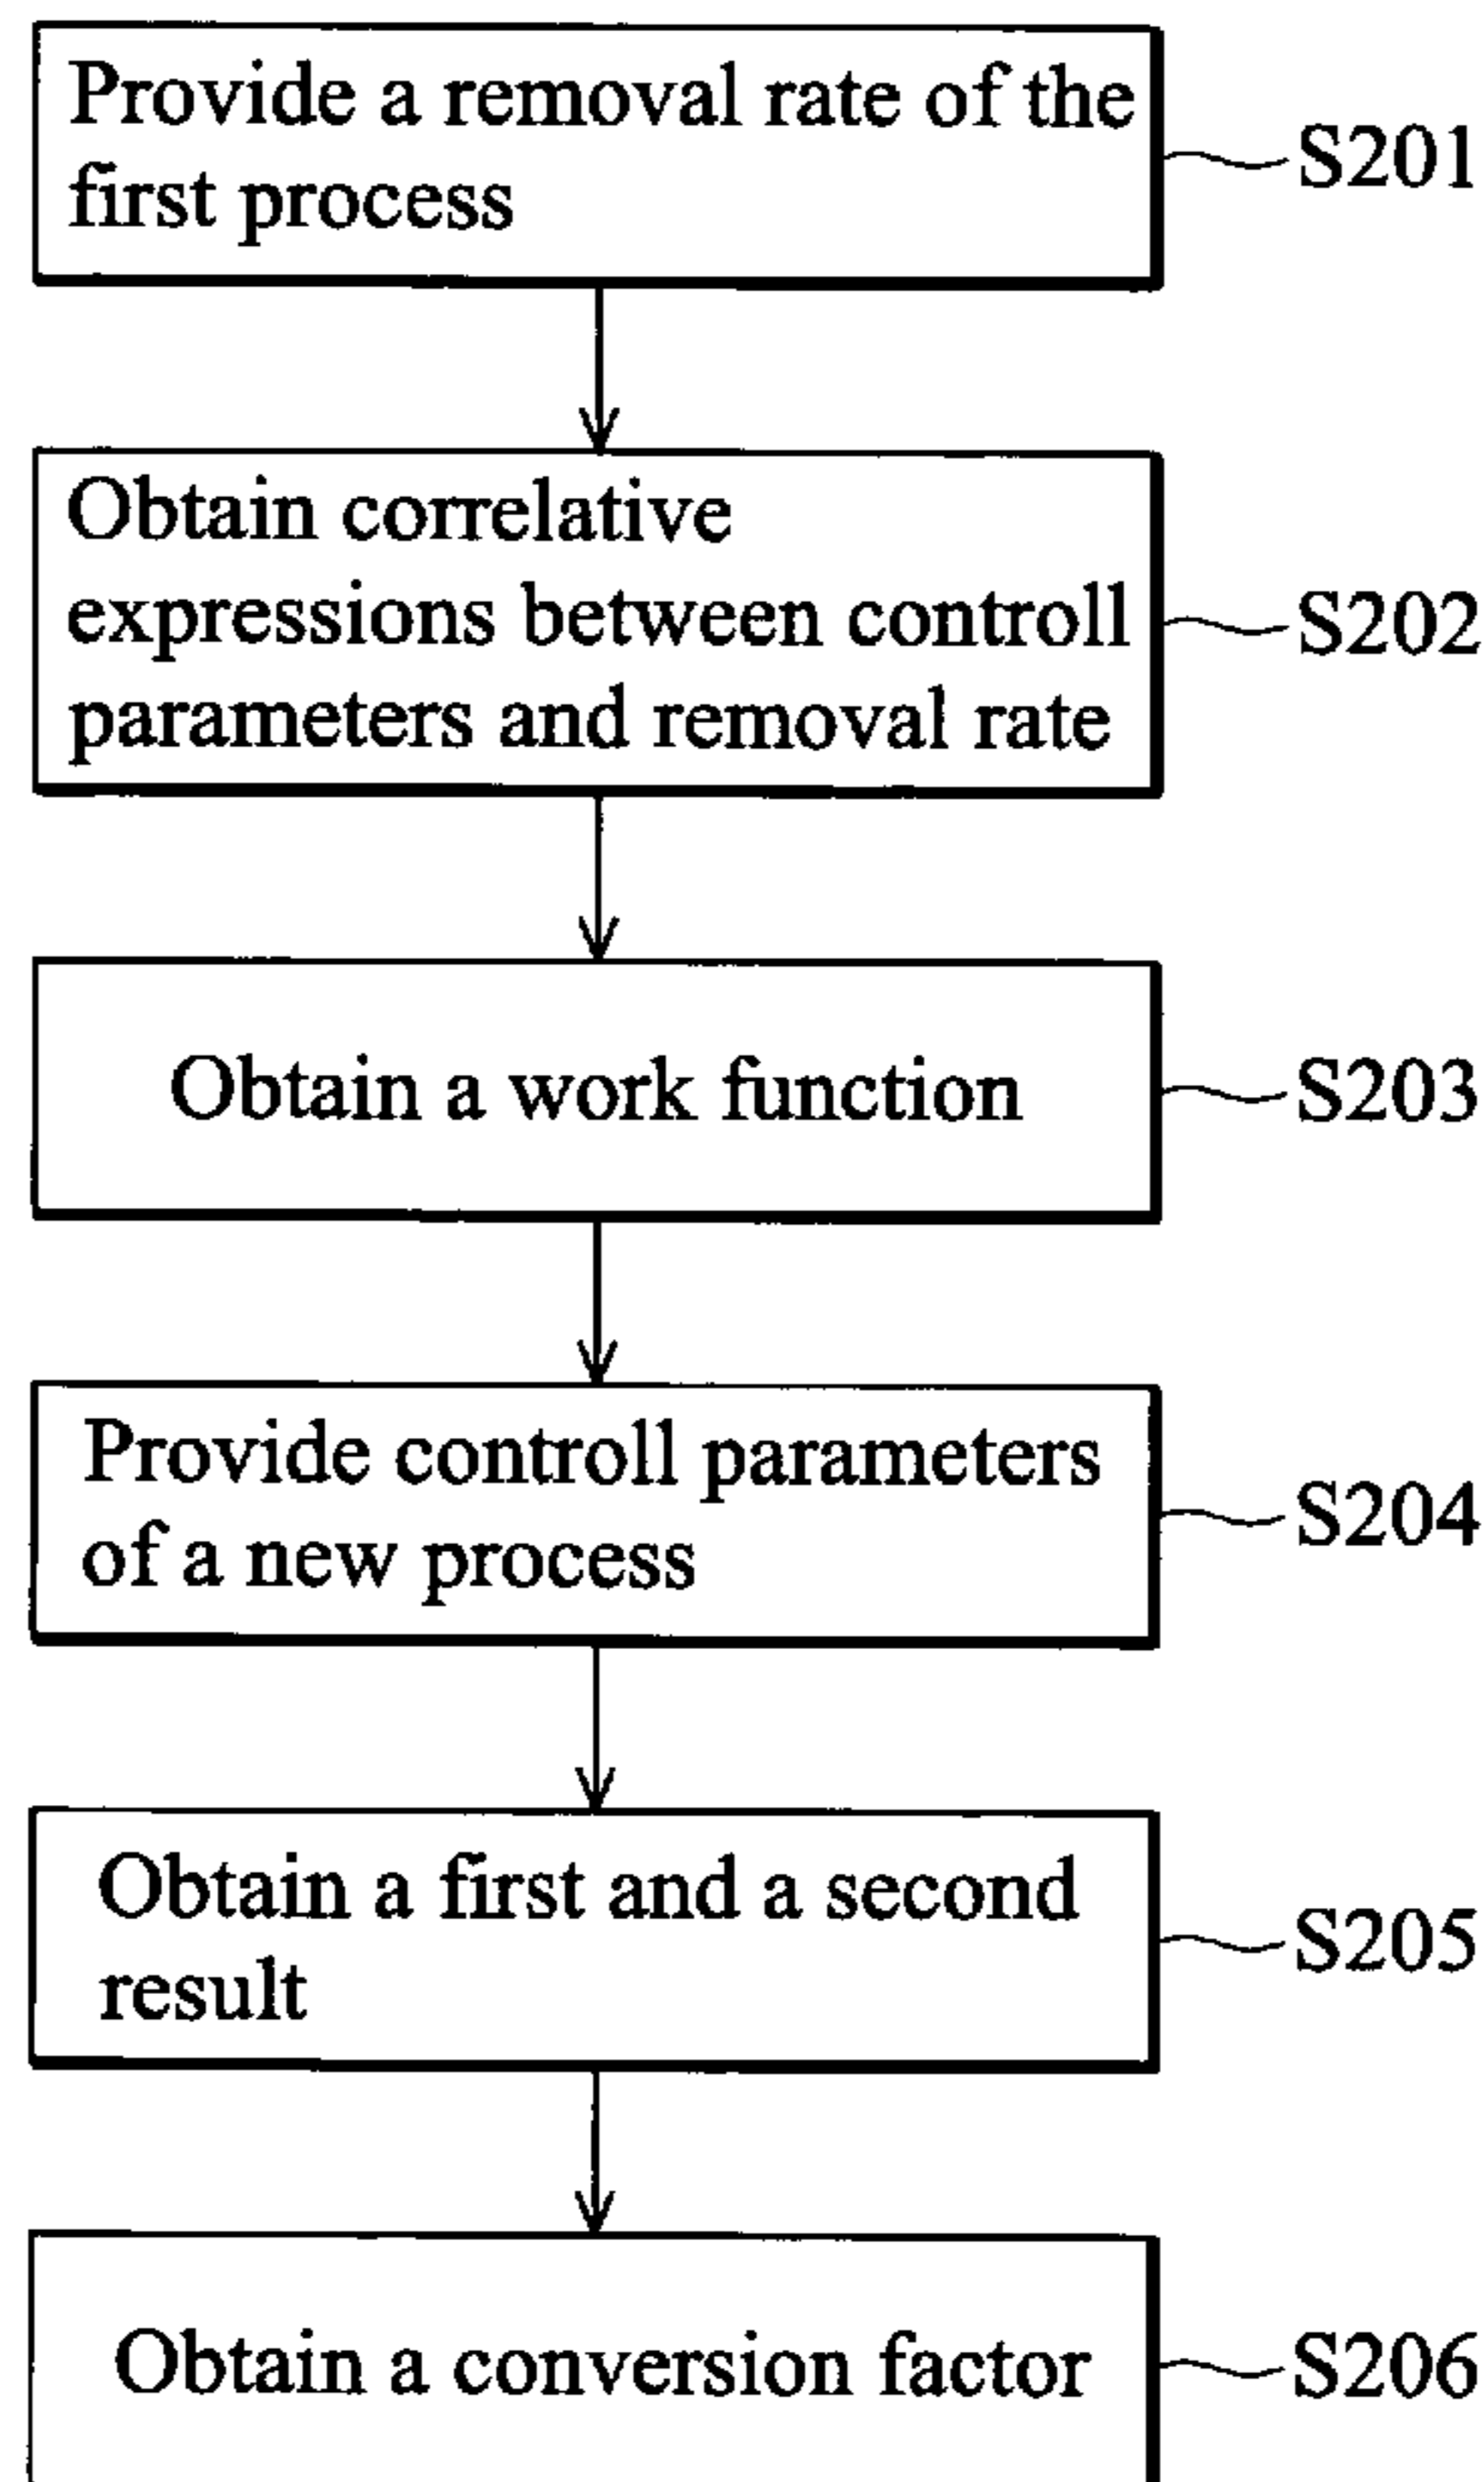 Provide a removal rate of the
first process
S201
Obtain correlative
expressions between controll
parameters and removal rate
S202
Obtain a work function
S203
Provide controll parameters
of a new process
S204
Obtain a first and a second
result
S205
Obtain a conversion factor
S206